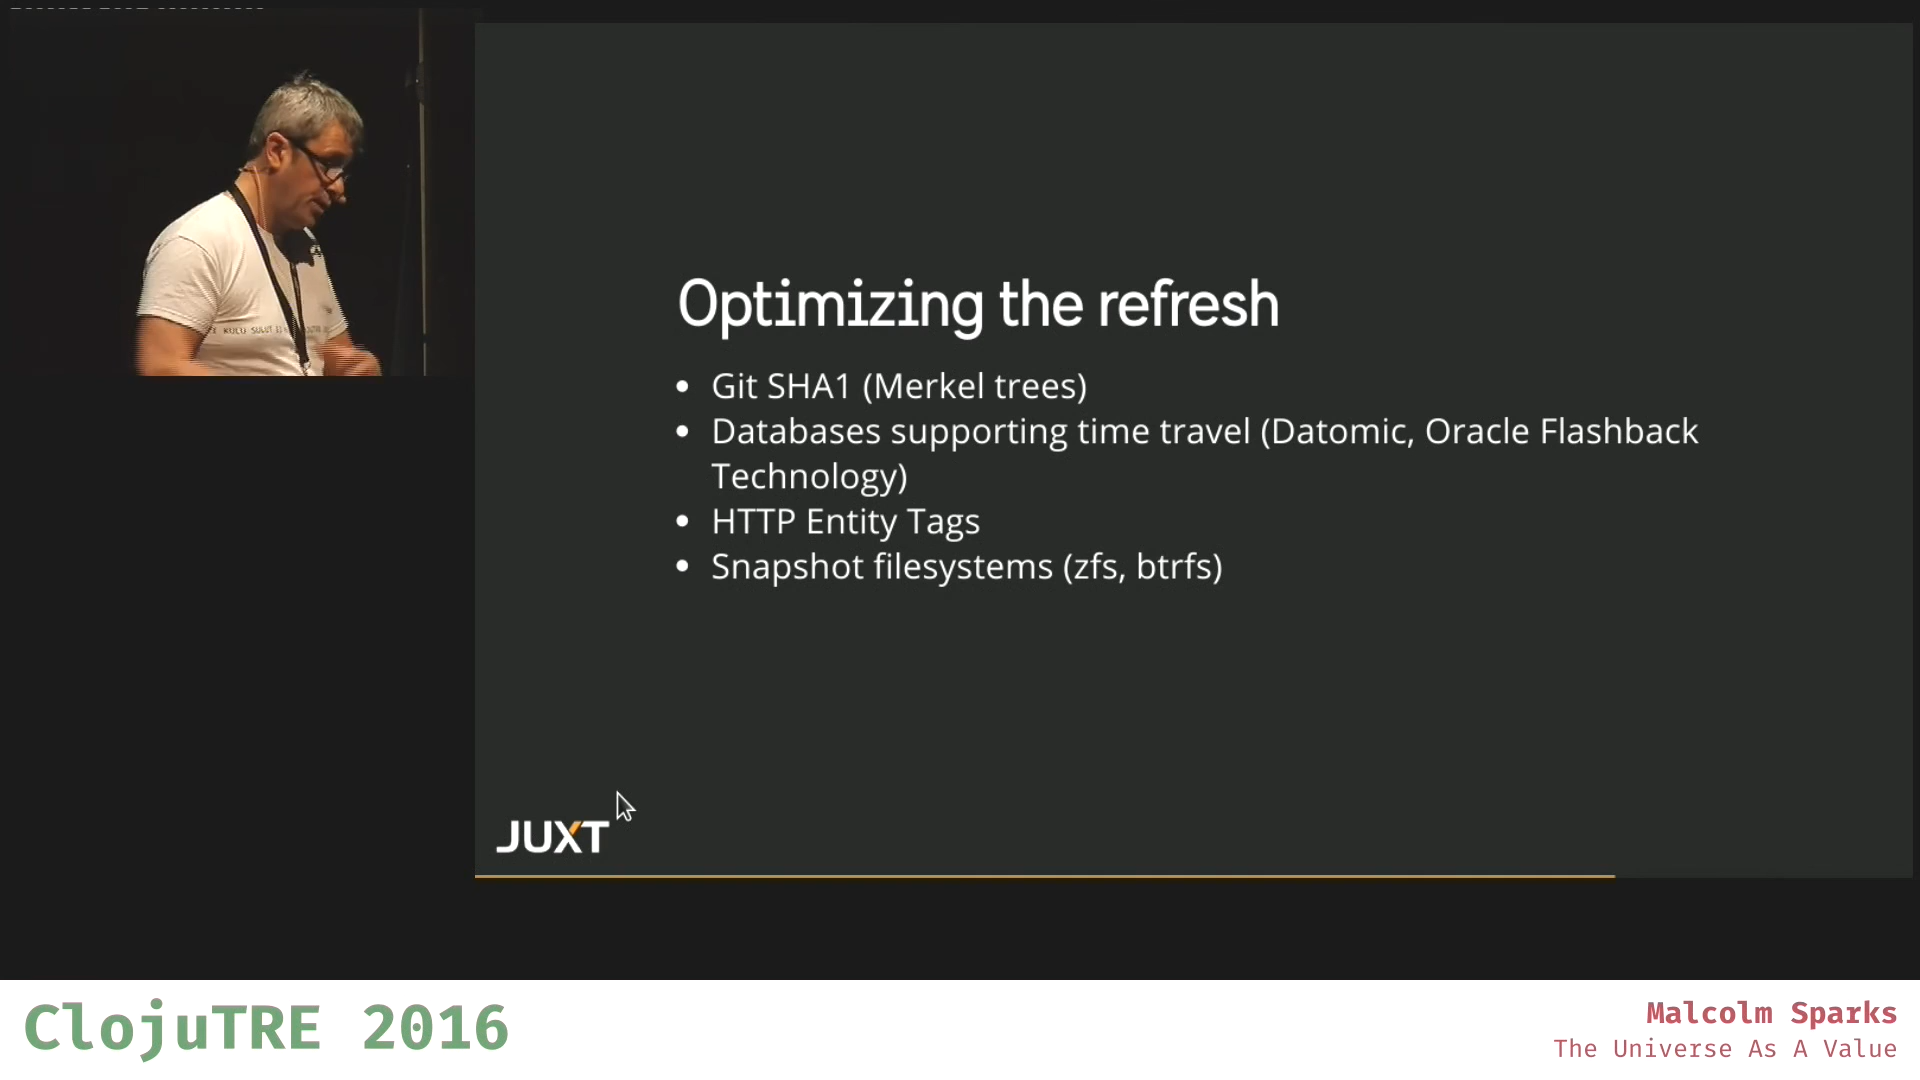 Optimizing the refresh
Git SHA1 (Merkel trees)
Databases supporting time travel (Datomic, Oracle Flashback
Technology)
HTTP Entity Tags
Snapshot filesystems (zfs, btrfs)
JUXT
ClojuTRE 2016
Malcolm Sparks
The Universe As A Value